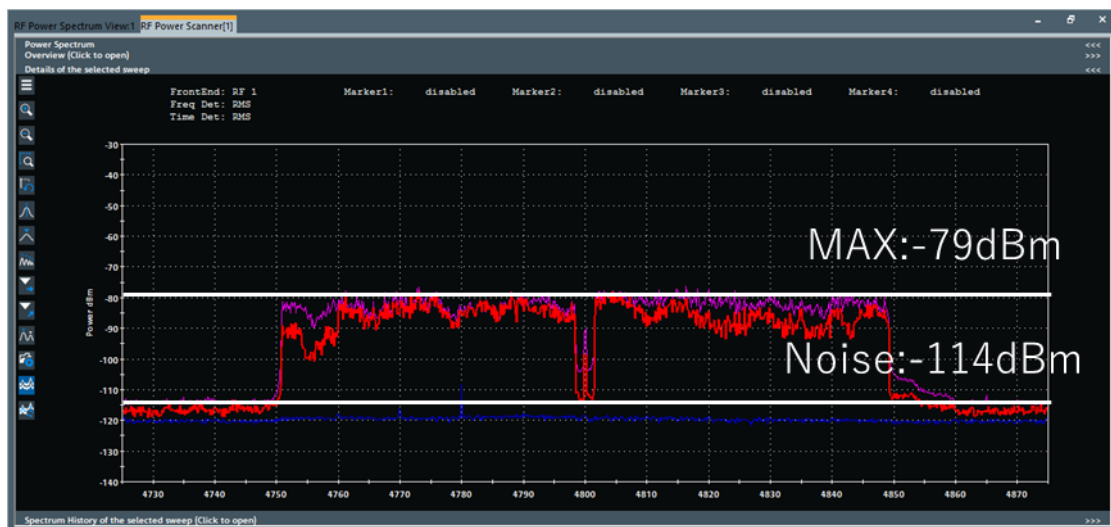 RF Power Spectrum View:1 RF Power Scanner[1]
Power Spectrum <<<
Overview (Click to open) >>>
Details of the selected sweep <<<
FrontEnd: RF 1 Marker1: disabled Marker2: disabled Marker3: disabled Marker4: disabled
Freq Det: RMS
Time Det: RMS
-30
-40
-50
-60
MAX:-79dBm
-70
-80
Power dBm
-90
-100
Noise:-114dBm
-110
-120
-130
-140
4730 4740 4750 4760 4770 4780 4790 4800 4810 4820 4830 4840 4850 4860 4870
Spectrum History of the selected sweep (Click to open) >>>